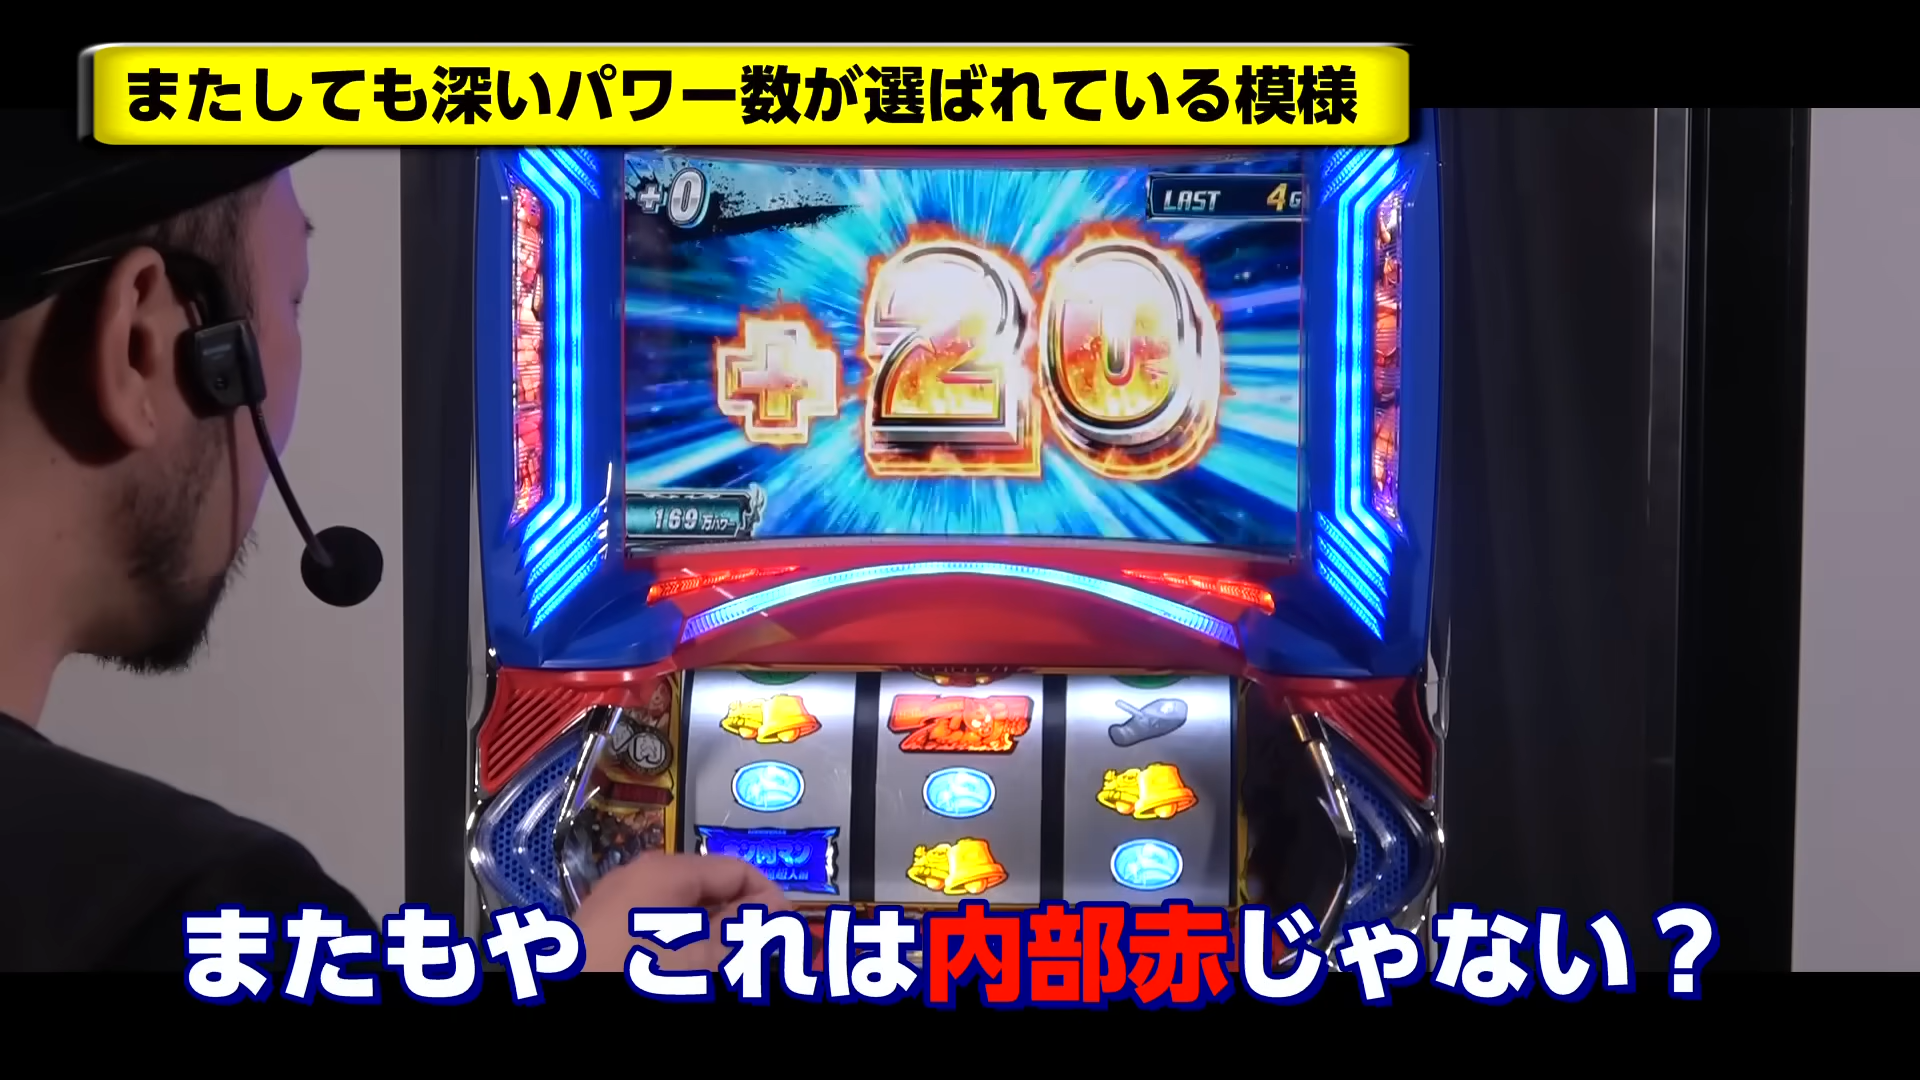 またしても深いパワー数が選ばれている模様
+0
LAST 4G
+20
169万パワー
またもや これは内部赤じゃない？